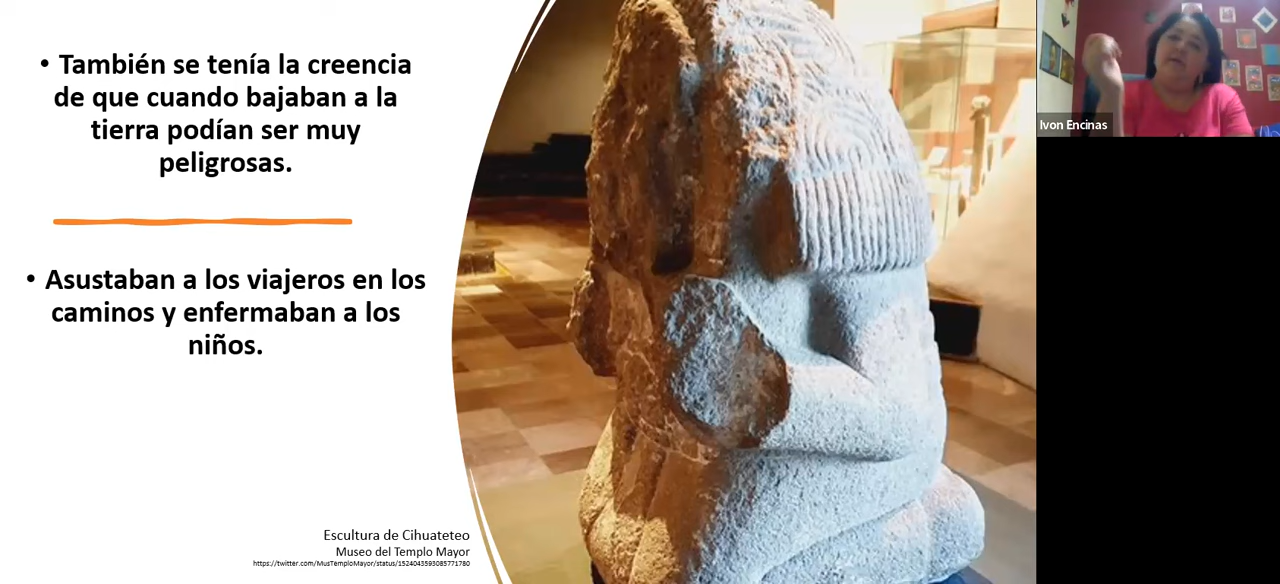 • También se tenía la creencia
de que cuando bajaban a la
tierra podían ser muy
peligrosas.
• Asustaban a los viajeros en los
caminos y enfermaban a los
niños.
Escultura de Cihuateteo
Museo del Templo Mayor
https://twitter.com/MusTemploMayor/status/1524043593085771780
Ivon Encinas